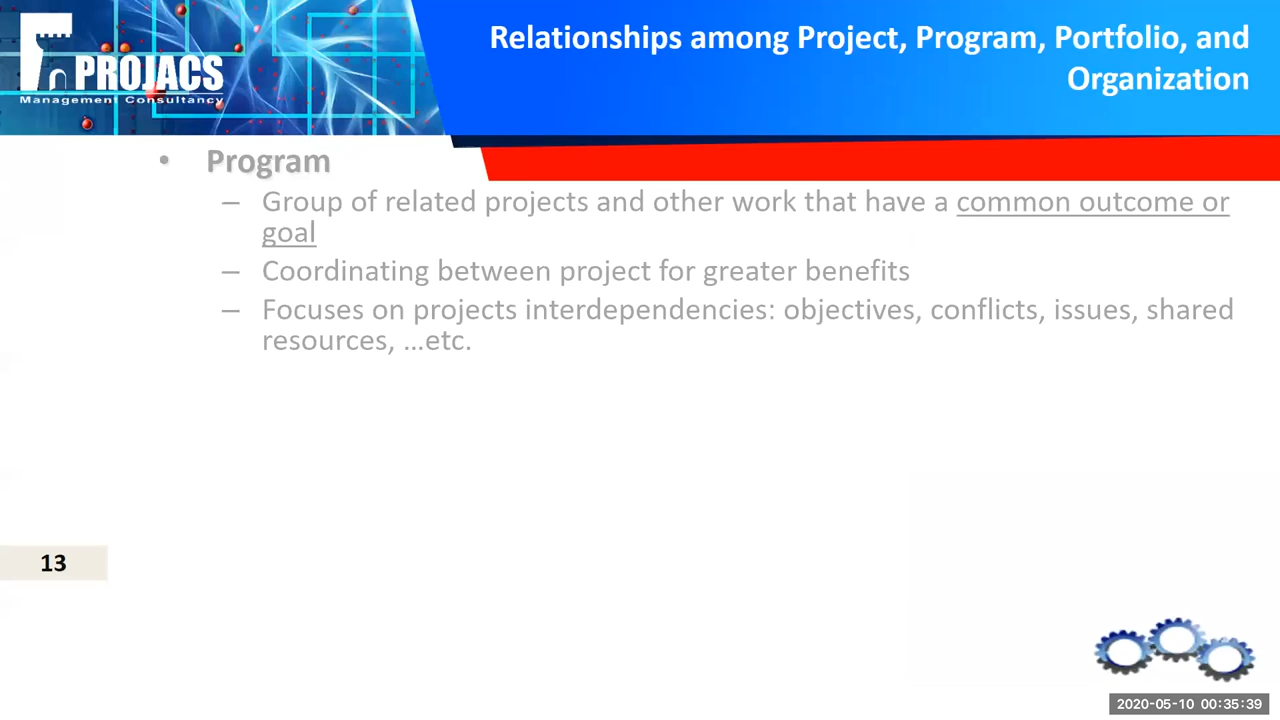 PROJACS
Management Consultancy
Relationships among Project, Program, Portfolio, and
Organization
• Program
– Group of related projects and other work that have a common outcome or
goal
– Coordinating between project for greater benefits
– Focuses on projects interdependencies: objectives, conflicts, issues, shared
resources, …etc.
13
2020-05-10 00:35:39